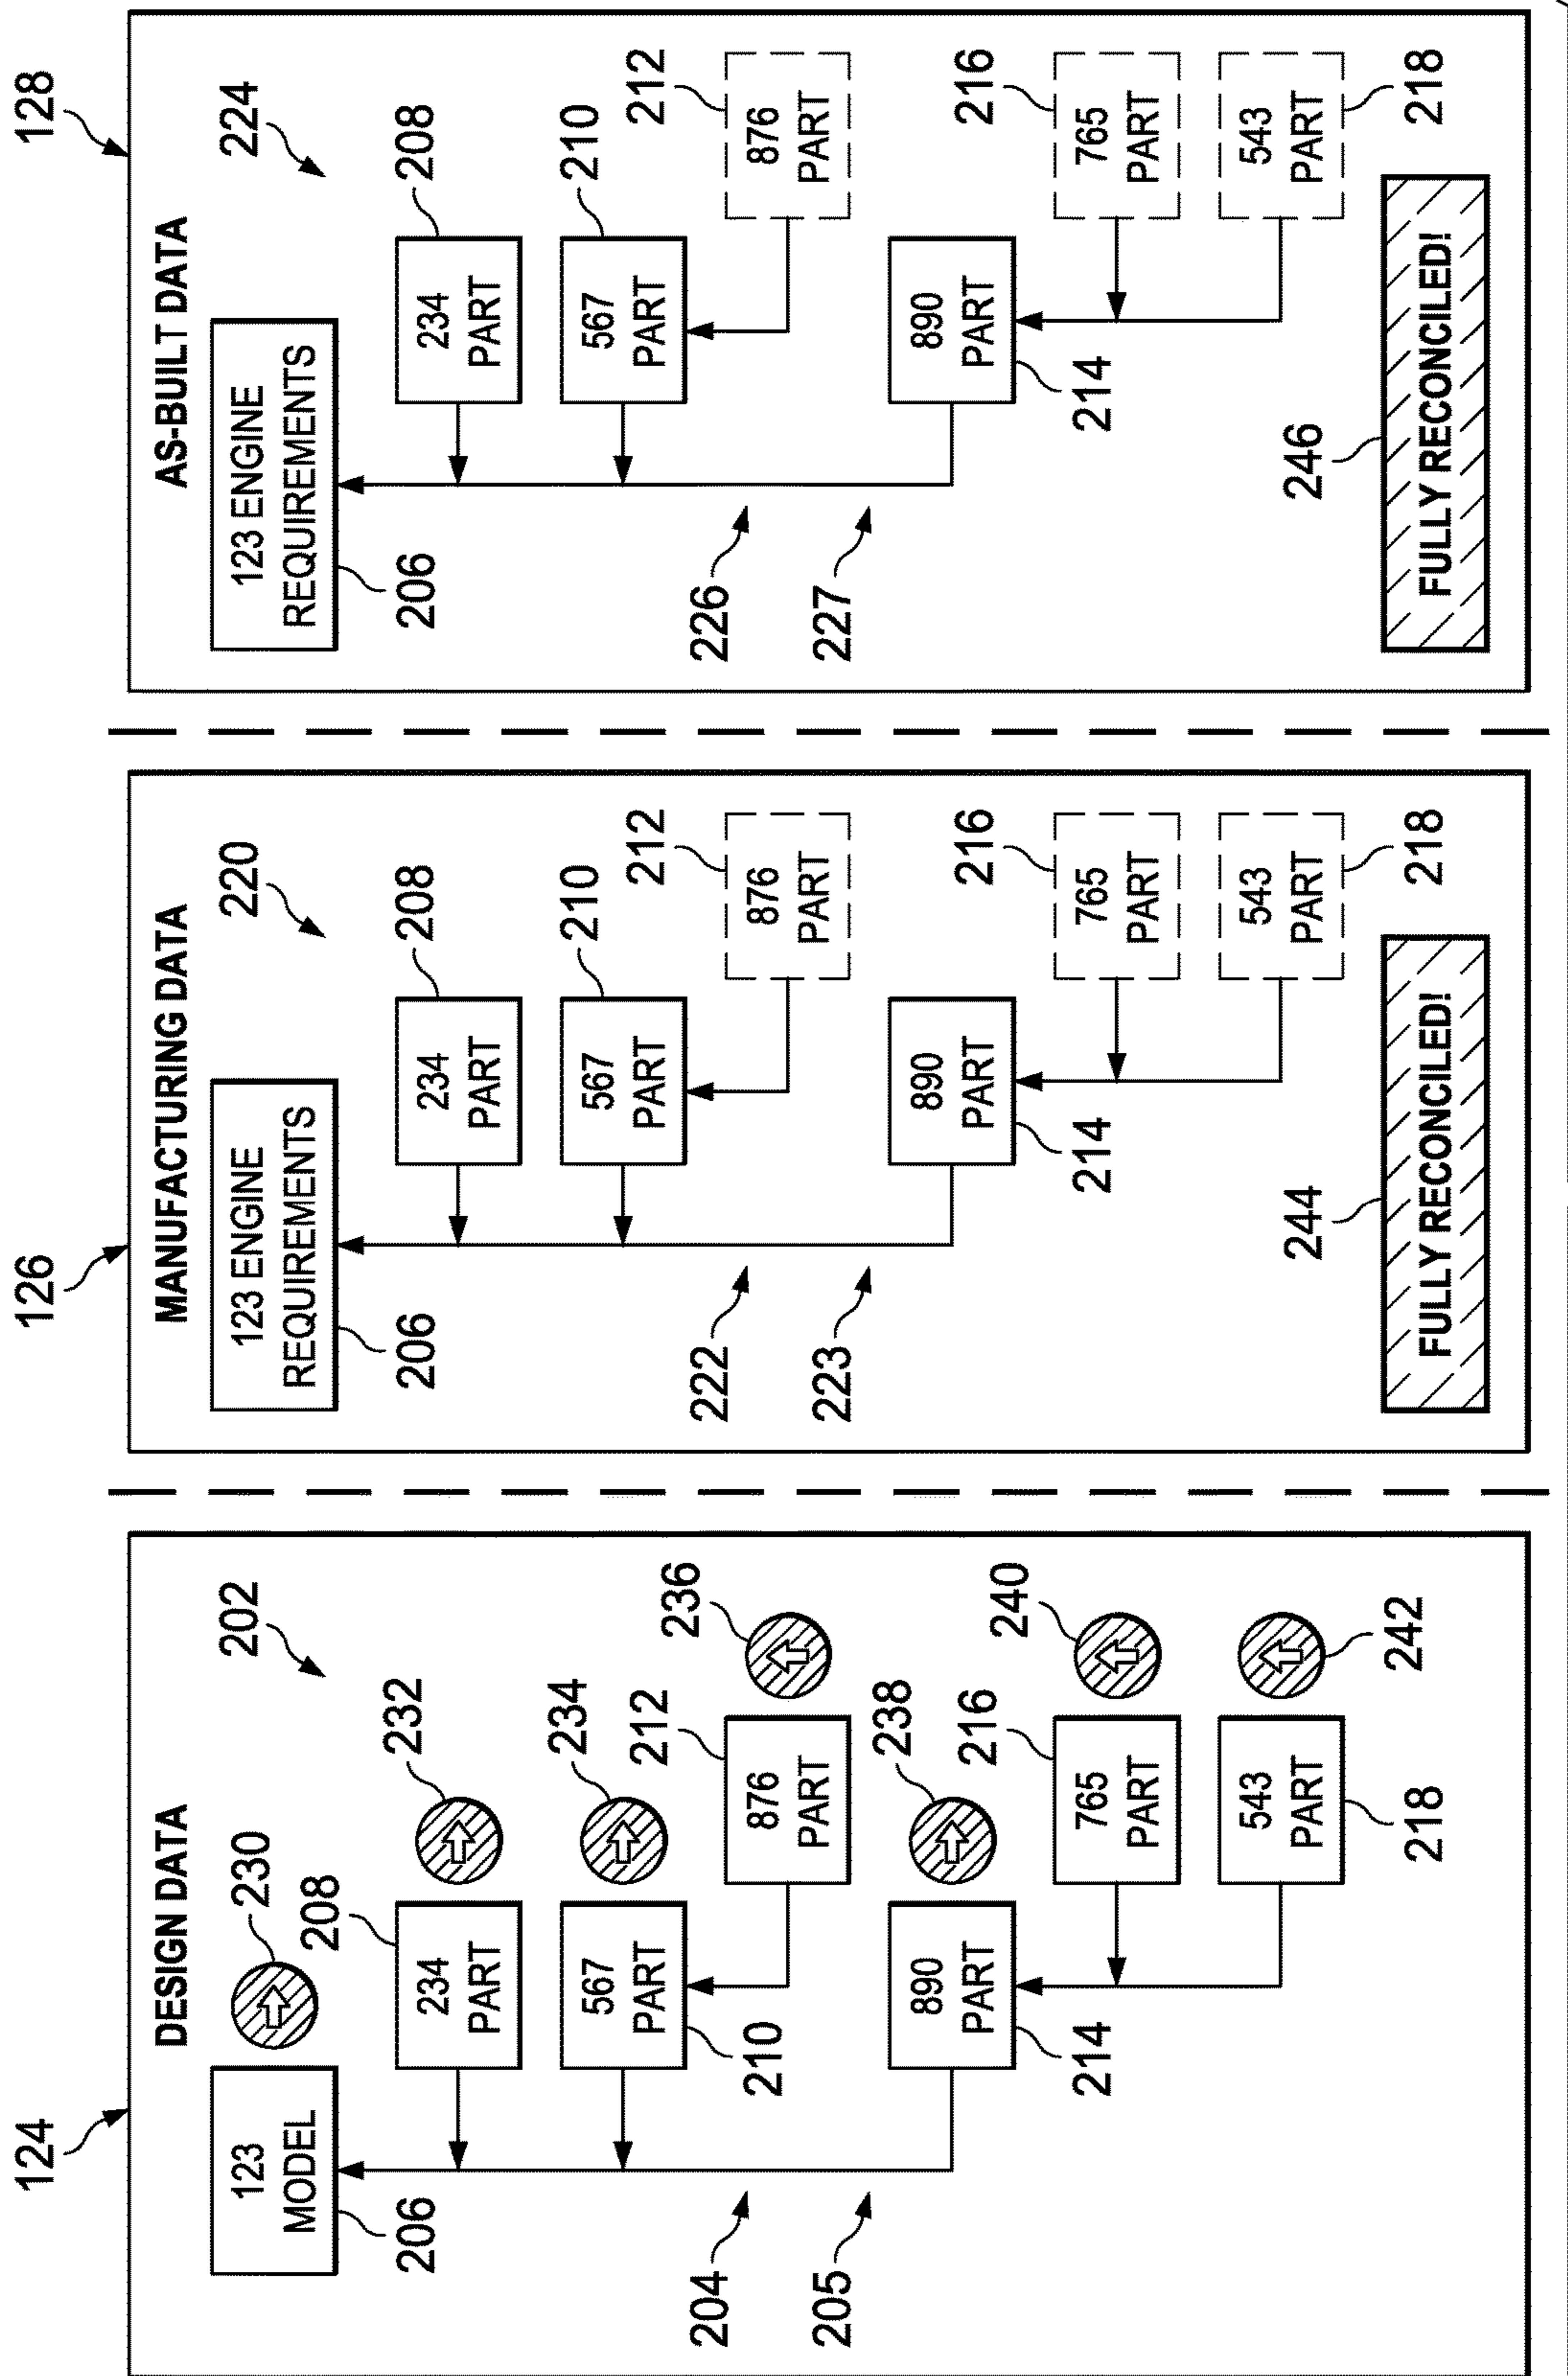 124
DESIGN DATA
202
123
MODEL
230
206
208
232
234
PART
234
567
PART
210
212
236
876
PART
204
205
238
890
PART
214
216
240
765
PART
543
PART
218
242
126
MANUFACTURING DATA
220
123 ENGINE
REQUIREMENTS
206
208
234
PART
210
567
PART
212
876
PART
222
223
890
PART
214
216
765
PART
543
PART
218
244
FULLY RECONCILED!
128
AS-BUILT DATA
224
123 ENGINE
REQUIREMENTS
206
208
234
PART
210
567
PART
212
876
PART
226
227
890
PART
214
216
765
PART
543
PART
218
246
FULLY RECONCILED!